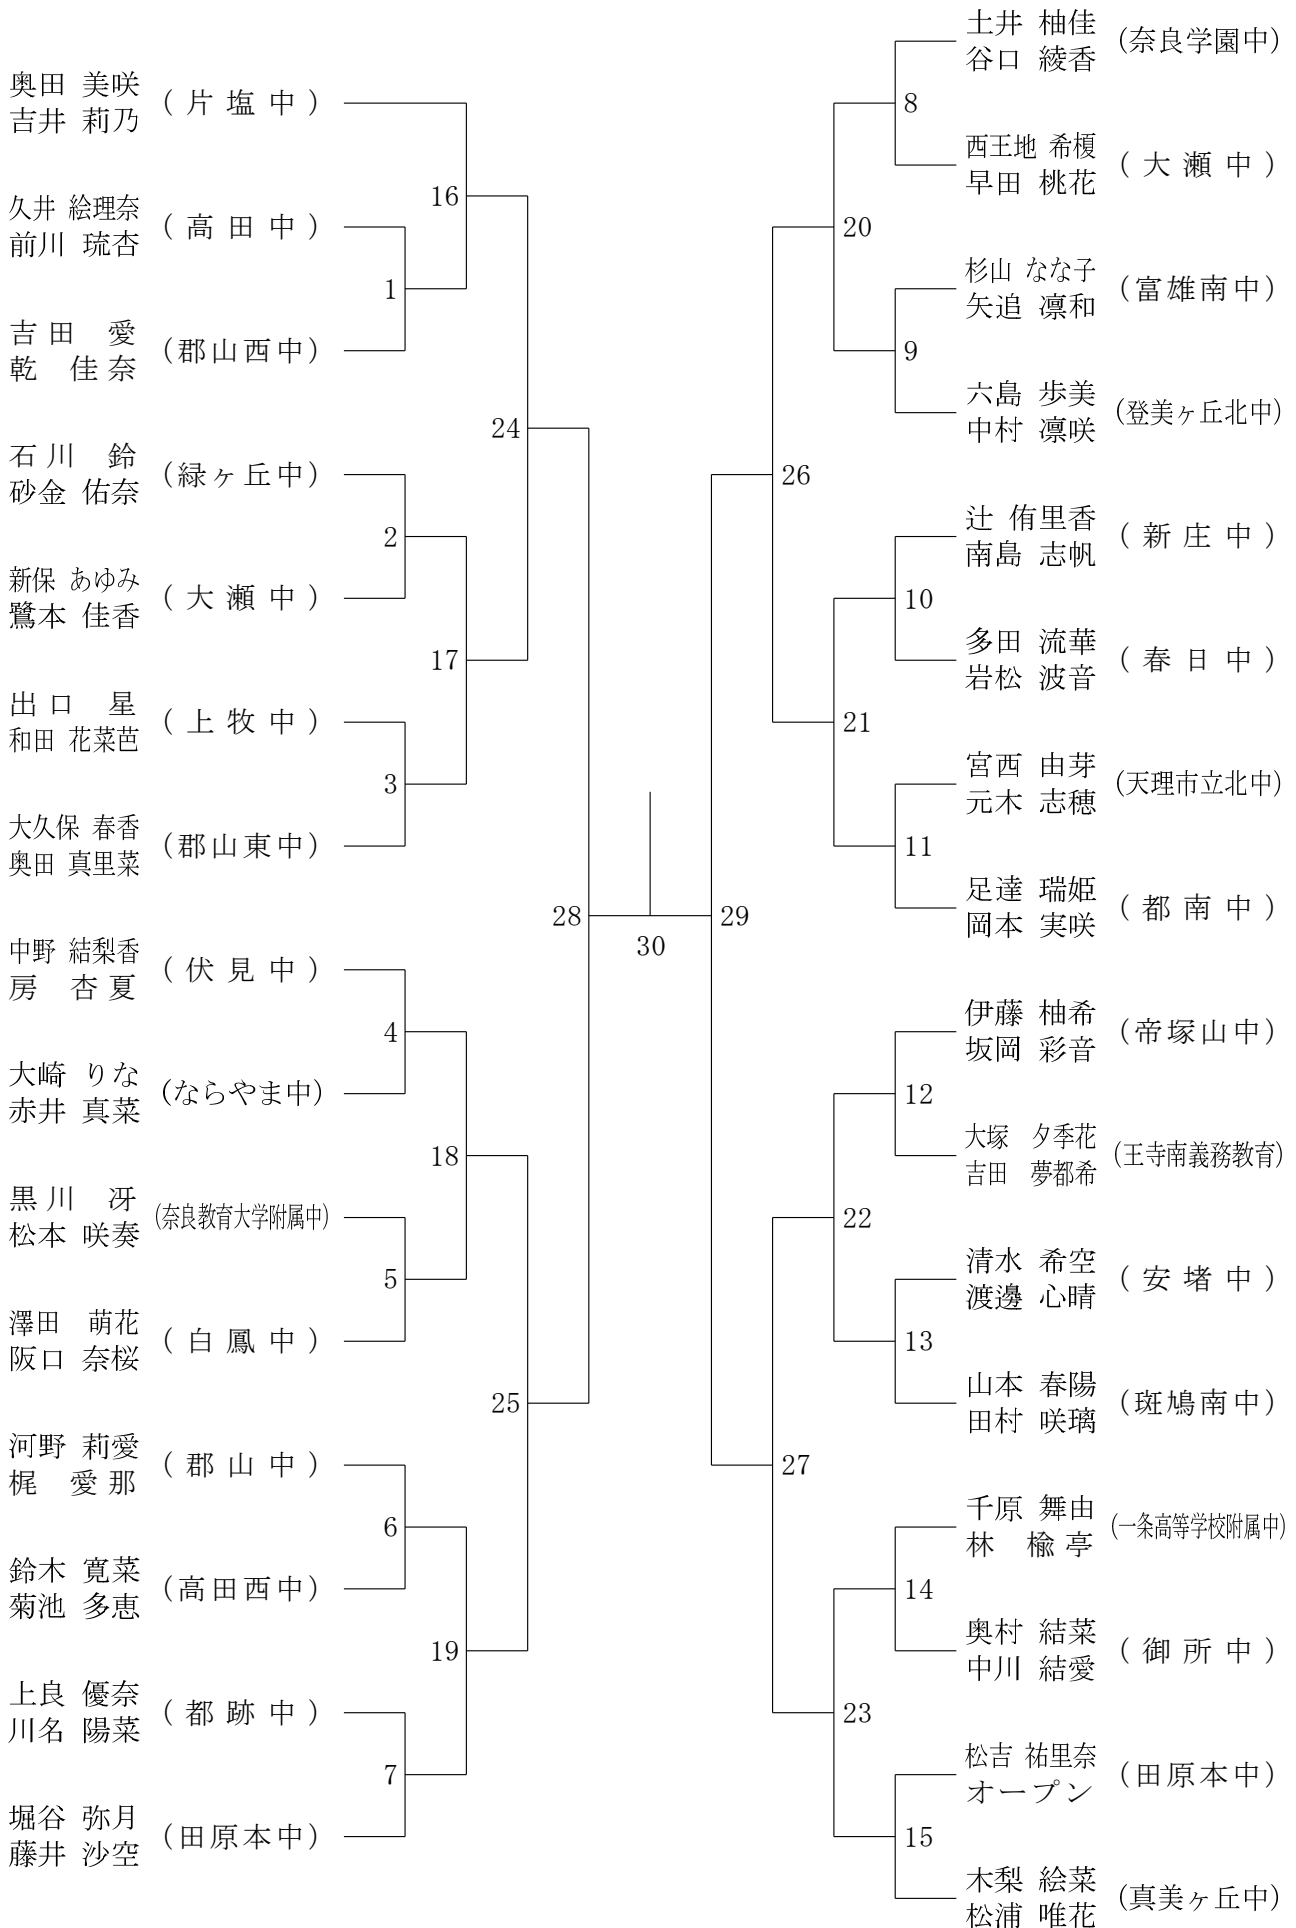 奥田 美咲
吉井 莉乃
(片塩中)
久井 絵理奈
前川 琉杏
(高田中)
吉田 愛
乾 佳奈
(郡山西中)
石川 鈴
砂金 佑奈
(緑ヶ丘中)
新保 あゆみ
鷺本 佳香
(大瀬中)
出口 星
和田 花菜芭
(上牧中)
大久保 春香
奥田 真里菜
(郡山東中)
中野 結梨香
房 杏夏
(伏見中)
大崎 りな
赤井 真菜
(ならやま中)
黒川 冴
松本 咲奏
(奈良教育大学附属中)
澤田 萌花
阪口 奈桜
(白鳳中)
河野 莉愛
梶 愛那
(郡山中)
鈴木 寛菜
菊池 多恵
(高田西中)
上良 優奈
川名 陽菜
(都跡中)
堀谷 弥月
藤井 沙空
(田原本中)
16
1
24
2
17
3
28
4
18
5
25
6
19
7
30
29
8
20
9
26
10
21
11
12
22
13
27
14
23
15
土井 柚佳
谷口 綾香
(奈良学園中)
西王地 希榎
早田 桃花
(大瀬中)
杉山 なな子
矢追 凛和
(富雄南中)
六島 歩美
中村 凛咲
(登美ヶ丘北中)
辻 侑里香
南島 志帆
(新庄中)
多田 流華
岩松 波音
(春日中)
宮西 由芽
元木 志穂
(天理市立北中)
足達 瑞姫
岡本 実咲
(都南中)
伊藤 柚希
坂岡 彩音
(帝塚山中)
大塚 夕季花
吉田 夢都希
(王寺南義務教育)
清水 希空
渡邊 心晴
(安堵中)
山本 春陽
田村 咲璃
(斑鳩南中)
千原 舞由
林 楡亭
(一条高等学校附属中)
奥村 結菜
中川 結愛
(御所中)
松吉 祐里奈
オープン
(田原本中)
木梨 絵菜
松浦 唯花
(真美ヶ丘中)